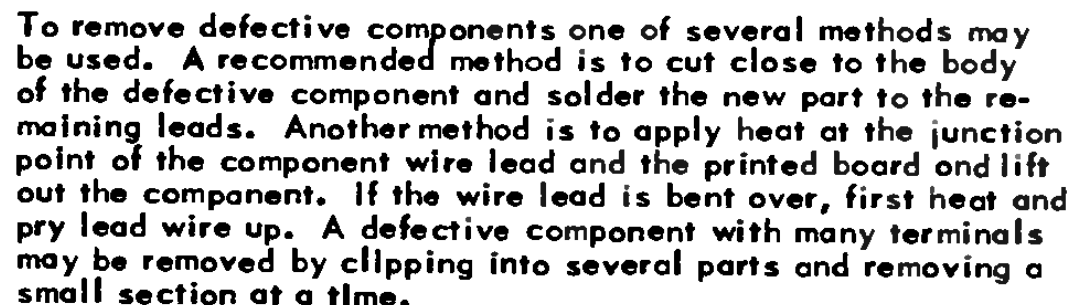 To remove defective components one of several methods may
be used. A recommended method is to cut close to the body
of the defective component and solder the new part to the re-
maining leads. Another method is to apply heat at the junction
point of the component wire lead and the printed board and lift
out the component. If the wire lead is bent over, first heat and
pry lead wire up. A defective component with many terminals
may be removed by clipping into several parts and removing a
small section at a time.